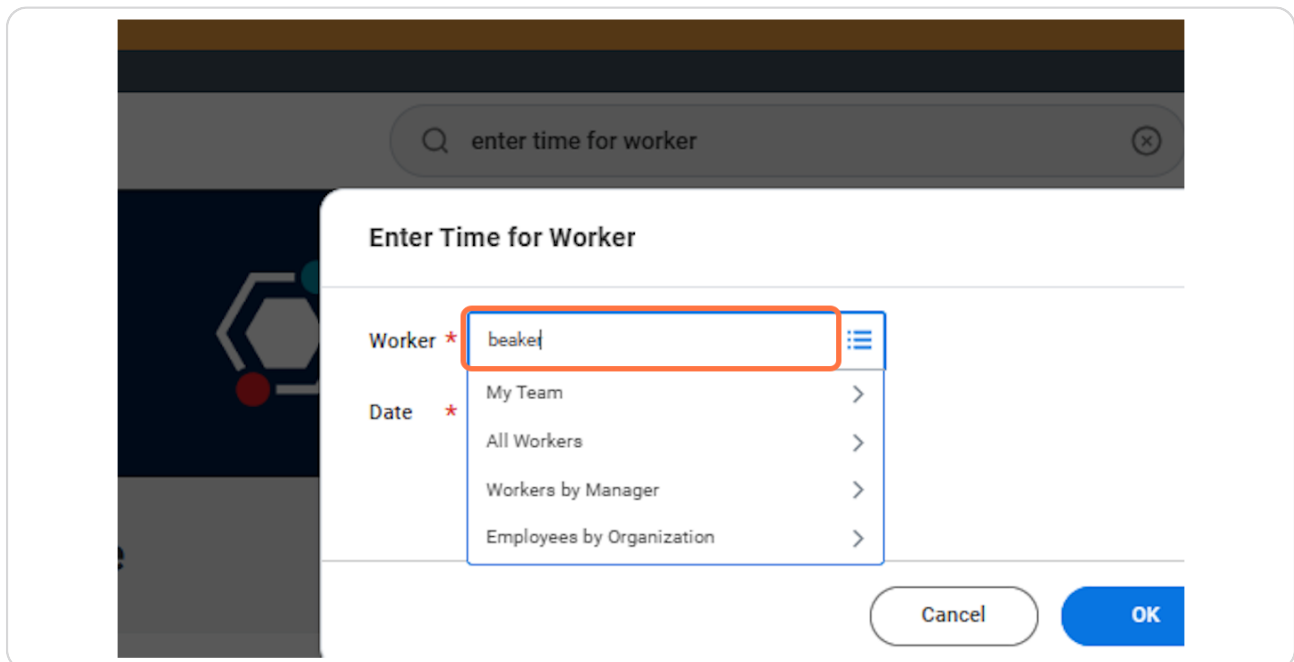 enter time for worker
Enter Time for Worker
Worker *
beaker
My Team
Date *
All Workers
Workers by Manager
Employees by Organization
Cancel
OK